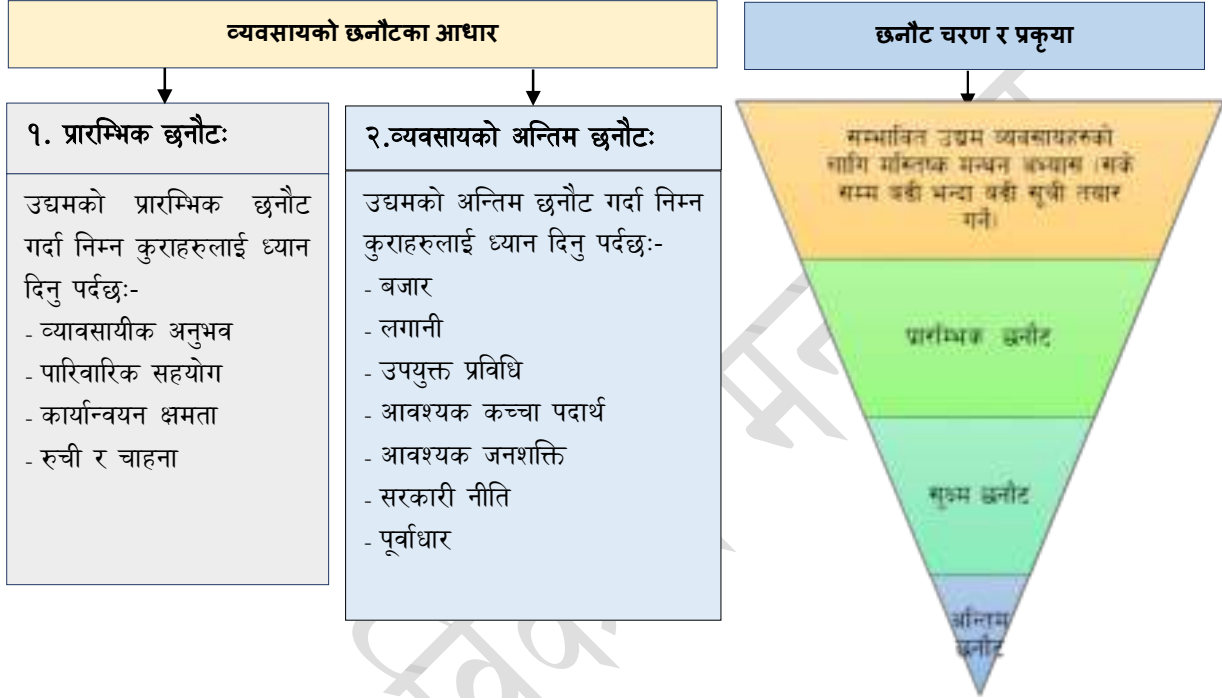 व्यवसायको छनौटका आधार
१. प्रारम्भिक छनौटः
उद्यमको प्रारम्भिक छनौट
गर्दा निम्न कुराहरुलाई ध्यान
दिनु पर्दछः-
- व्यावसायीक अनुभव
- पारिवारिक सहयोग
- कार्यान्वयन क्षमता
- रुची र चाहना
२.व्यवसायको अन्तिम छनौटः
उद्यमको अन्तिम छनौट गर्दा निम्न
कुराहरुलाई ध्यान दिनु पर्दछः-
- बजार
- लगानी
- उपयुक्त प्रविधि
- आवश्यक कच्चा पदार्थ
- आवश्यक जनशक्ति
- सरकारी नीति
- पूर्वाधार
छनौट चरण र प्रकृया
सम्भावित उद्यम व्यवसायहरुको
लागि मस्तिष्क मन्थन अभ्यास (सके
सम्म बढी भन्दा बढी सूची तयार
गर्ने)
प्रारम्भिक छनौट
सूक्ष्म छनौट
अन्तिम
छनौट